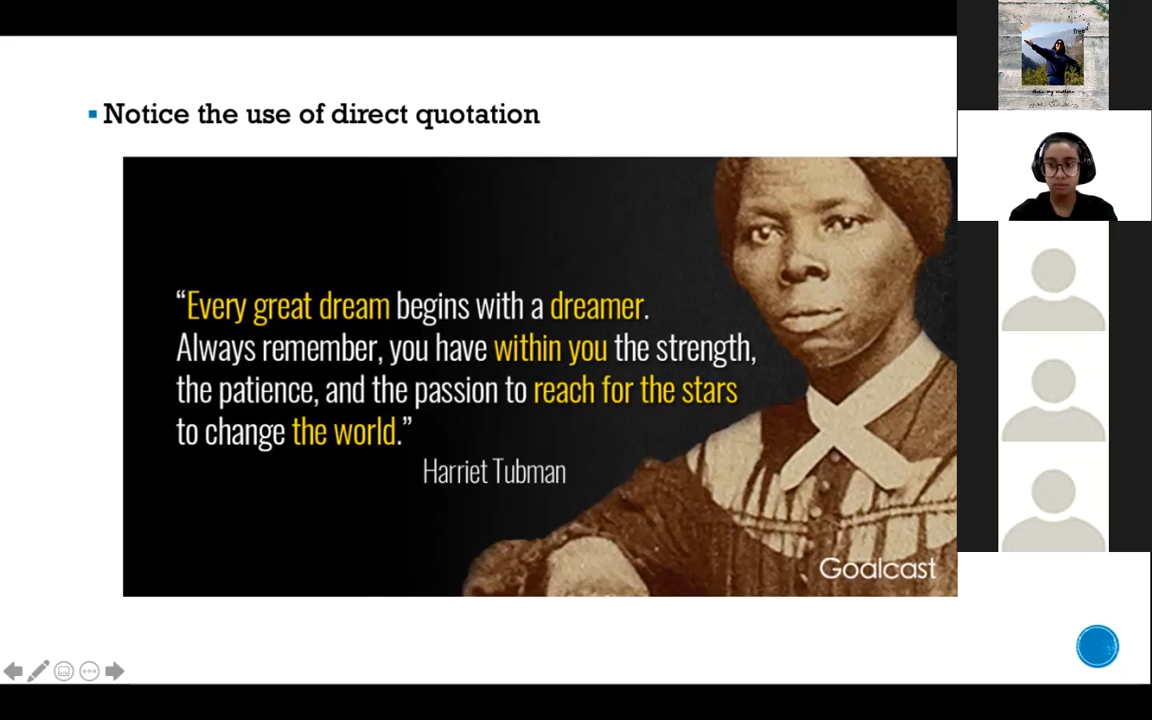 Notice the use of direct quotation
“Every great dream begins with a dreamer.
Always remember, you have within you the strength,
the patience, and the passion to reach for the stars
to change the world.”
Harriet Tubman
Goalcast
free